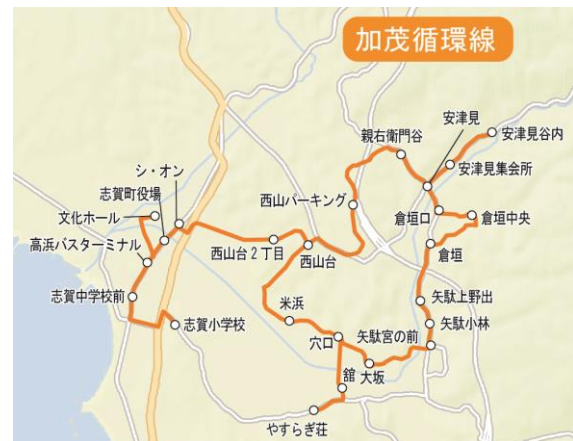 加茂循環線
安津見
親右衛門谷
安津見谷内
安津見集会所
シ・オン
志賀町役場
文化ホール
西山パーキング
倉垣口
倉垣中央
高浜バスターミナル
西山台2丁目
西山台
倉垣
志賀中学校前
米浜
矢駄上野出
志賀小学校
穴口
矢駄宮の前
矢駄小林
舘
大坂
やすらぎ荘